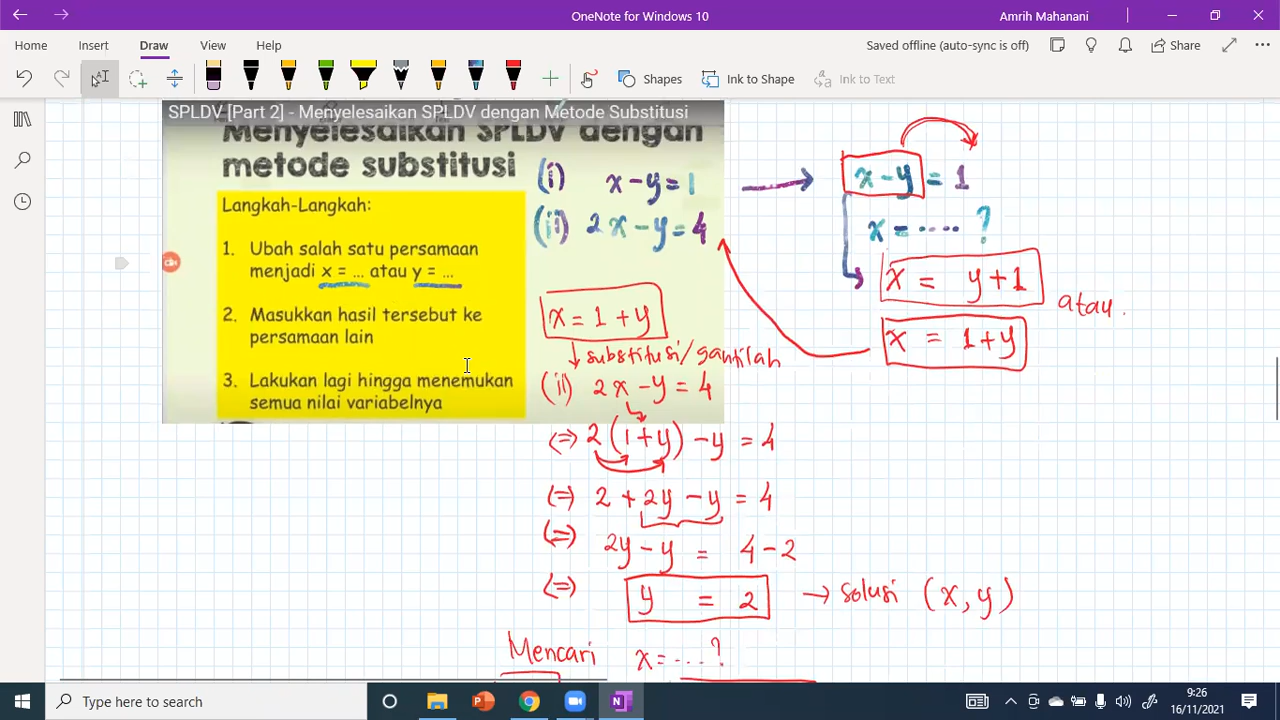 OneNote for Windows 10
Amrih Mahanani
Home
Insert
Draw
View
Help
Saved offline (auto-sync is off)
Share
Shapes
Ink to Shape
Ink to Text
SPLDV [Part 2] - Menyelesaikan SPLDV dengan Metode Substitusi
Menyelesaikan SPLDV dengan
metode substitusi
Langkah-Langkah:
1. Ubah salah satu persamaan
menjadi x = ... atau y = ...
2. Masukkan hasil tersebut ke
persamaan lain
3. Lakukan lagi hingga menemukan
semua nilai variabelnya
(i) x-y=1
(ii) 2x-y=4
x-y = 1
x = ..... ?
x = y+1
atau.
x = 1+y
x = 1+y
substitusi/gantilah
(ii) 2x-y = 4
(=) 2(1+y) -y = 4
(=) 2 + 2y - y = 4
(=) 2y - y = 4-2
(=) y = 2 → solusi (x,y)
Mencari x= ....?
Type here to search
9:26
16/11/2021